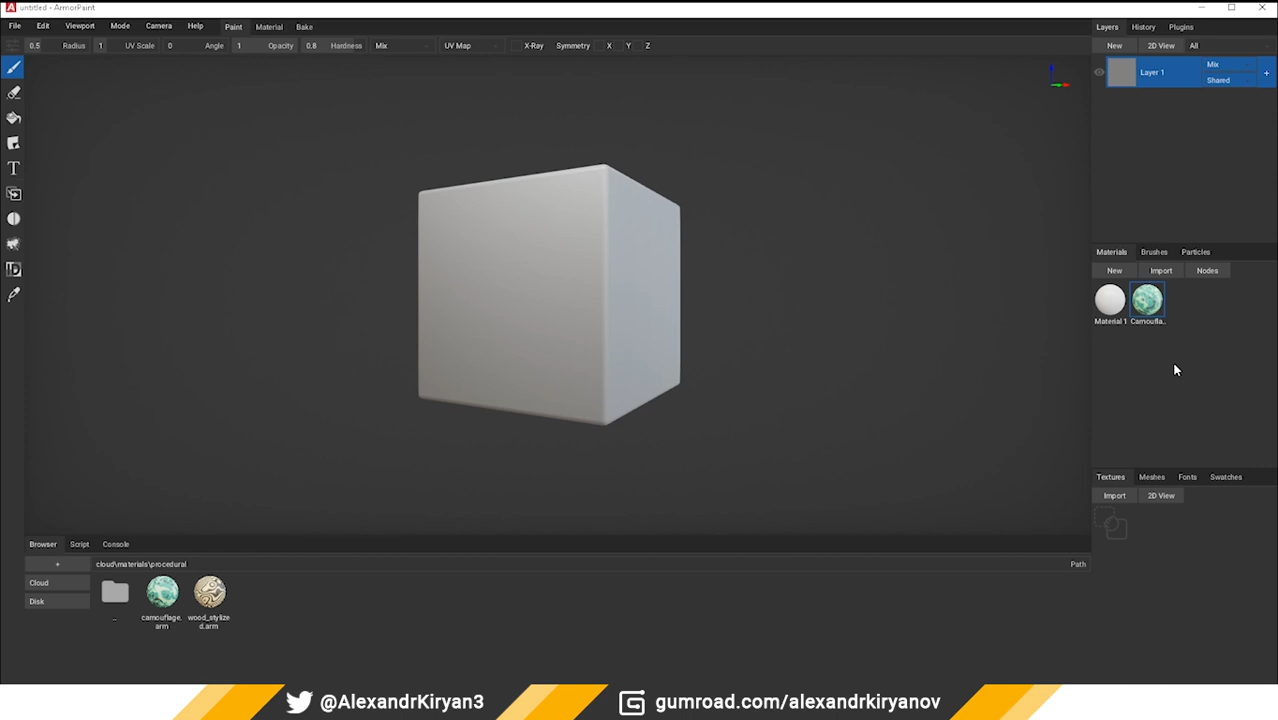 untitled - ArmorPaint
File Edit Viewport Mode Camera Help Paint Material Bake
0.5 Radius 1 UV Scale 0 Angle 1 Opacity 0.8 Hardness Mix UV Map X-Ray Symmetry X Y Z
Layers History Plugins
New 2D View All
Layer 1
Mix
Shared
+
Materials Brushes Particles
New Import Nodes
Material 1 Camoufla..
Textures Meshes Fonts Swatches
Import 2D View
Browser Script Console
+ cloud\materials\procedural Path
Cloud
Disk
..
camouflage.
arm
wood_stylize
d.arm
@AlexandrKiryan3
gumroad.com/alexandrkiryanov